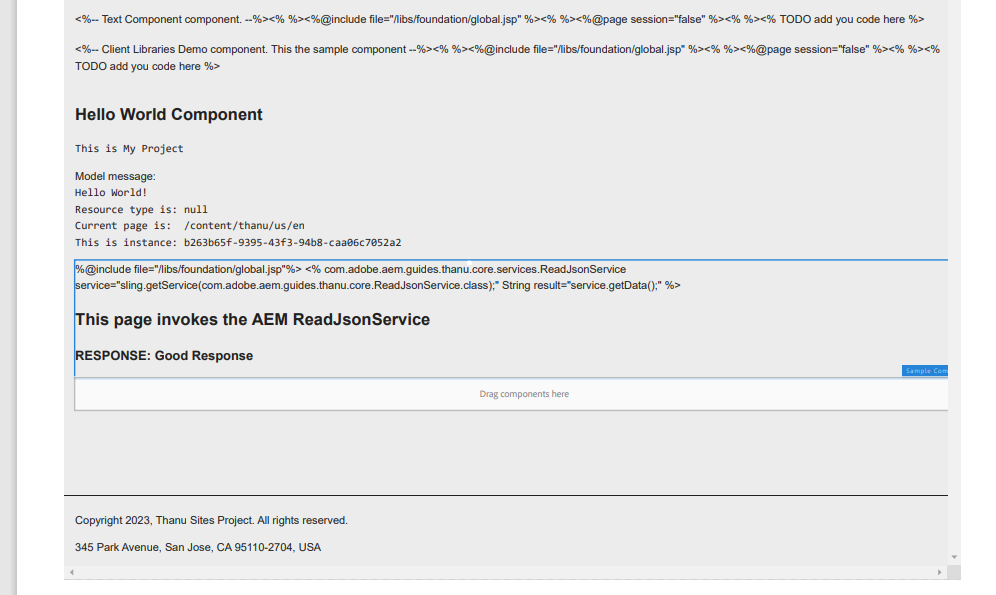 <%-- Text Component component. --%><% %><%@include file="/libs/foundation/global.jsp" %><% %><%@page session="false" %><% %><% TODO add you code here %>
<%-- Client Libraries Demo component. This the sample component --%><% %><%@include file="/libs/foundation/global.jsp" %><% %><%@page session="false" %><% %><%
TODO add you code here %>
Hello World Component
This is My Project
Model message:
Hello World!
Resource type is: null
Current page is:  /content/thanu/us/en
This is instance: b263b65f-9395-43f3-94b8-caa06c7052a2
%@include file="/libs/foundation/global.jsp"%> <% com.adobe.aem.guides.thanu.core.services.ReadJsonService
service="sling.getService(com.adobe.aem.guides.thanu.core.ReadJsonService.class);" String result="service.getData();" %>
This page invokes the AEM ReadJsonService
RESPONSE: Good Response
Sample Com
Drag components here
Copyright 2023, Thanu Sites Project. All rights reserved.
345 Park Avenue, San Jose, CA 95110-2704, USA